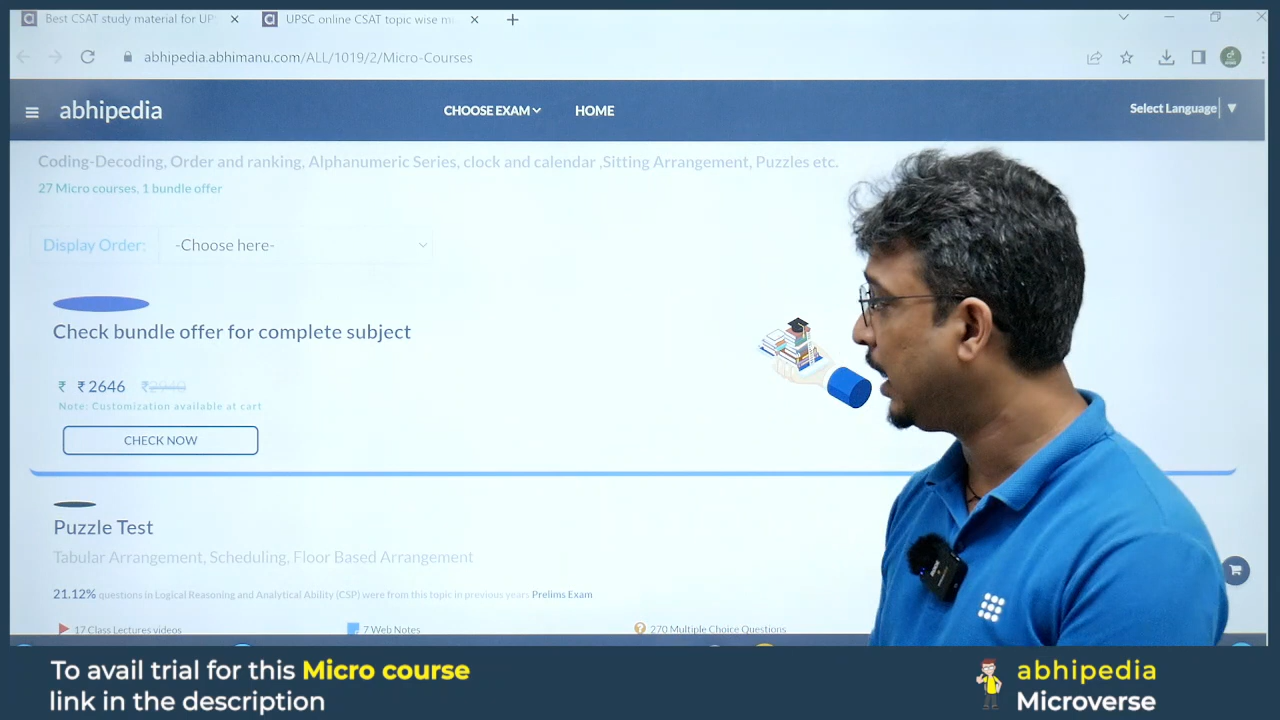 Best CSAT study material for UP
UPSC online CSAT topic wise m
abhipedia.abhimanu.com/ALL/1019/2/Micro-Courses
abhipedia
CHOOSE EXAM
HOME
Select Language
Coding-Decoding, Order and ranking, Alphanumeric Series, clock and calendar ,Sitting Arrangement, Puzzles etc.
27 Micro courses, 1 bundle offer
Display Order:
-Choose here-
Check bundle offer for complete subject
₹ ₹ 2646 ₹2940
Note: Customization available at cart
CHECK NOW
Puzzle Test
Tabular Arrangement, Scheduling, Floor Based Arrangement
21.12% questions in Logical Reasoning and Analytical Ability (CSP) were from this topic in previous years Prelims Exam
17 Class Lectures videos
7 Web Notes
270 Multiple Choice Questions
To avail trial for this Micro course
link in the description
abhipedia
Microverse